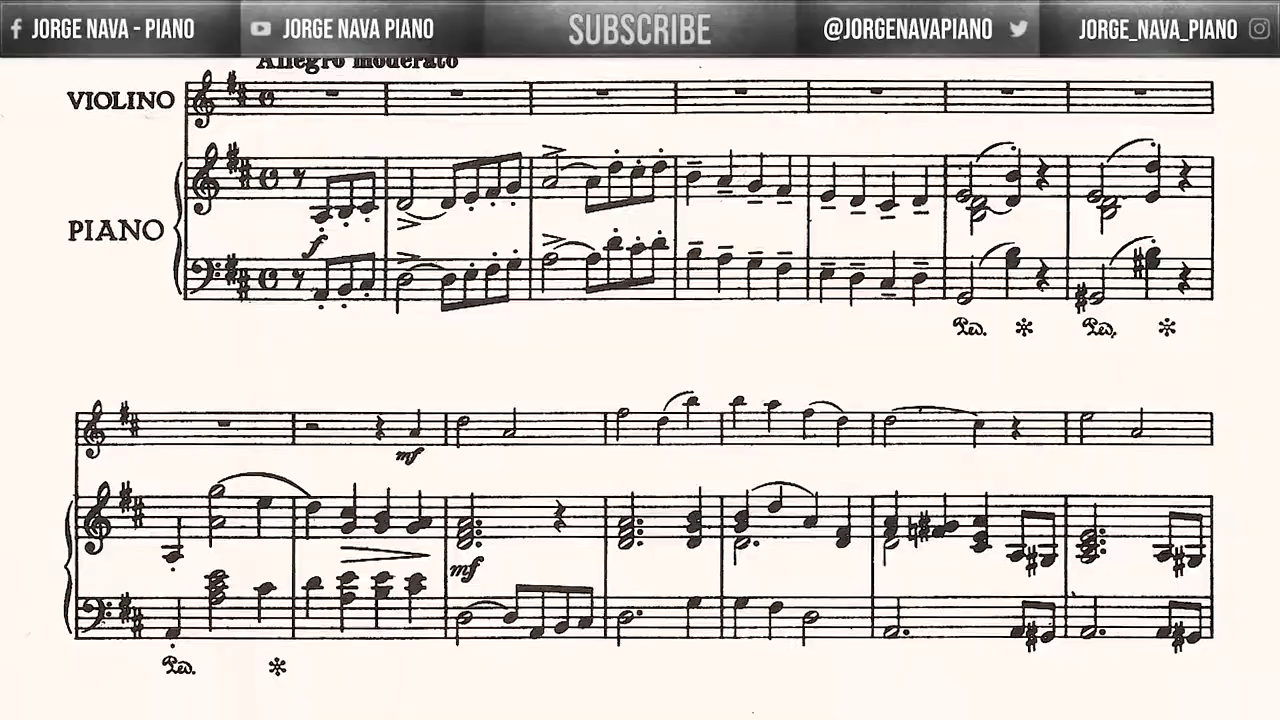 JORGE NAVA - PIANO JORGE NAVA PIANO SUBSCRIBE @JORGENAVAPIANO JORGE_NAVA_PIANO
Allegro moderato
VIOLINO
PIANO
f
Ped. Ped.
mf
mf
Ped.